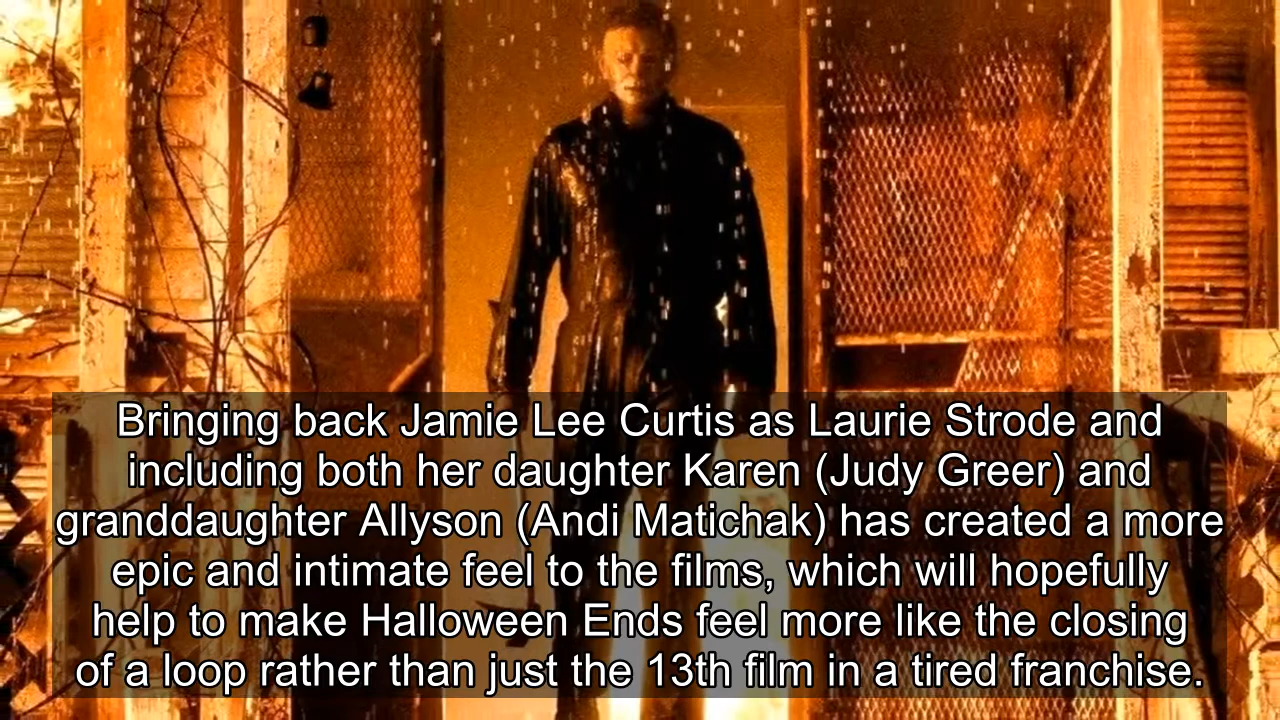 Bringing back Jamie Lee Curtis as Laurie Strode and
including both her daughter Karen (Judy Greer) and
granddaughter Allyson (Andi Matichak) has created a more
epic and intimate feel to the films, which will hopefully
help to make Halloween Ends feel more like the closing
of a loop rather than just the 13th film in a tired franchise.